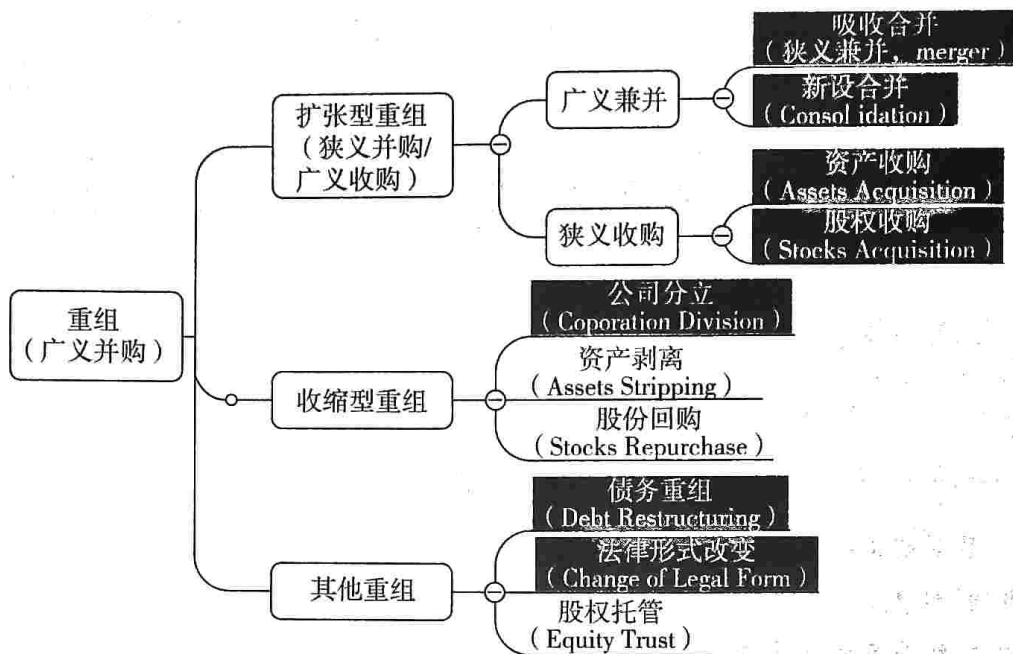 重组
（广义并购）
扩张型重组
（狭义并购/
广义收购）
广义兼并
吸收合并
（狭义兼并，merger）
新设合并
（Consol idation）
狭义收购
资产收购
（Assets Acquisition）
股权收购
（Stocks Acquisition）
收缩型重组
公司分立
（Coporation Division）
资产剥离
（Assets Stripping）
股份回购
（Stocks Repurchase）
其他重组
债务重组
（Debt Restructuring）
法律形式改变
（Change of Legal Form）
股权托管
（Equity Trust）